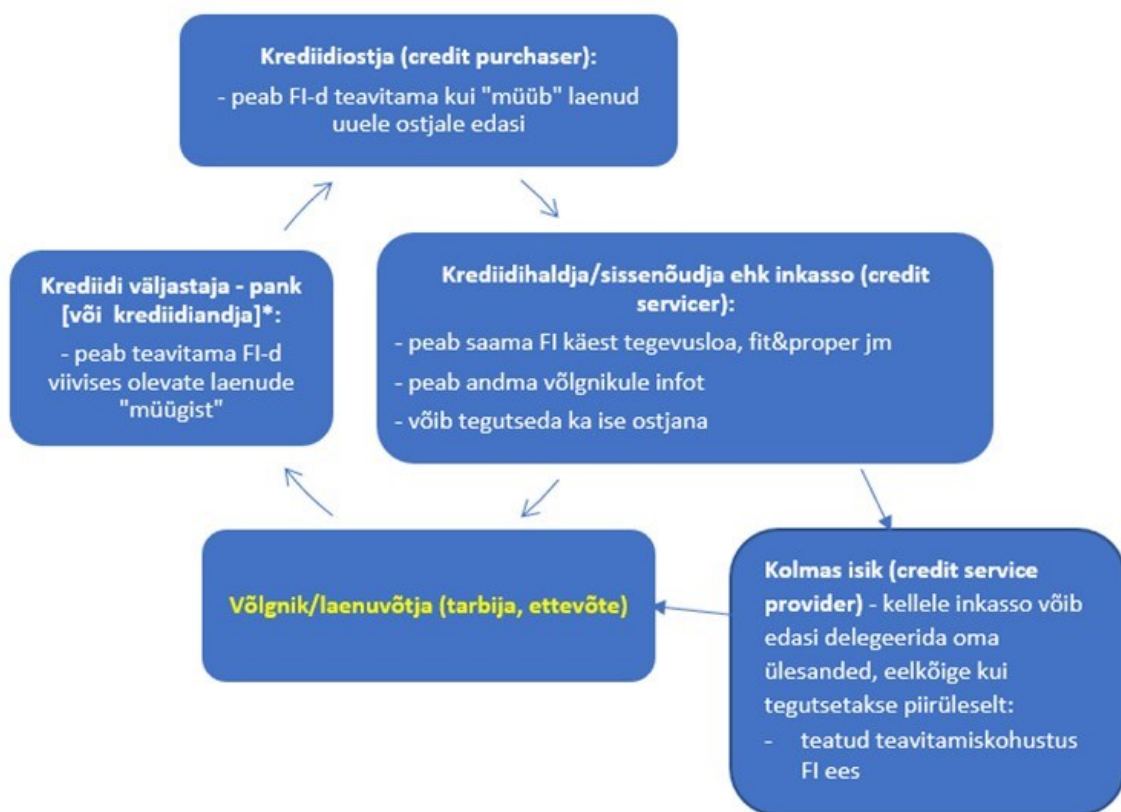 Krediidiostja (credit purchaser):
- peab FI-d teavitama kui "müüb" laenud
uuele ostjale edasi
Krediidi väljastaja - pank
[või  krediidiandja]*:
- peab teavitama FI-d
viivises olevate laenude
"müügist"
Krediidihaldja/sissenõudja ehk inkasso (credit
servicer):
- peab saama FI käest tegevusloa, fit&proper jm
- peab andma võlgnikule infot
- võib tegutseda ka ise ostjana
Võlgnik/laenuvõtja (tarbija, ettevõte)
Kolmas isik (credit service
provider) - kellele inkasso võib
edasi delegeerida oma
ülesanded, eelkõige kui
tegutsetakse piirüleselt:
- teatud teavitamiskohustus
FI ees